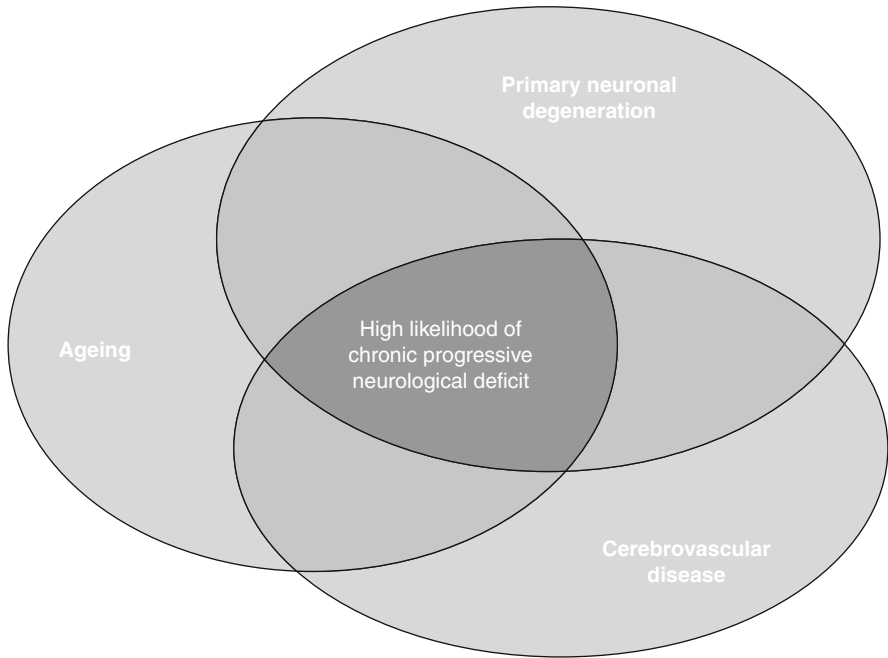 Primary neuronal
degeneration
Ageing
High likelihood of
chronic progressive
neurological deficit
Cerebrovascular
disease